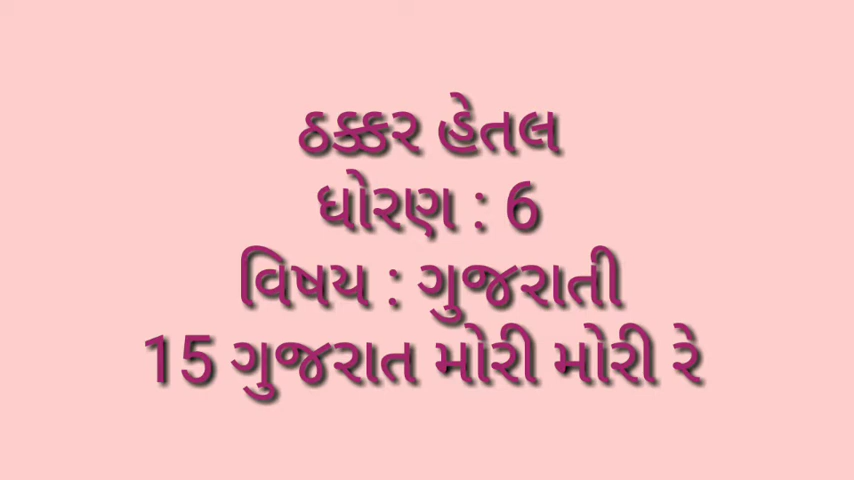 ઠક્કર હેતલ
ધોરણ : 6
વિષય : ગુજરાતી
15 ગુજરાત મોરી મોરી રે